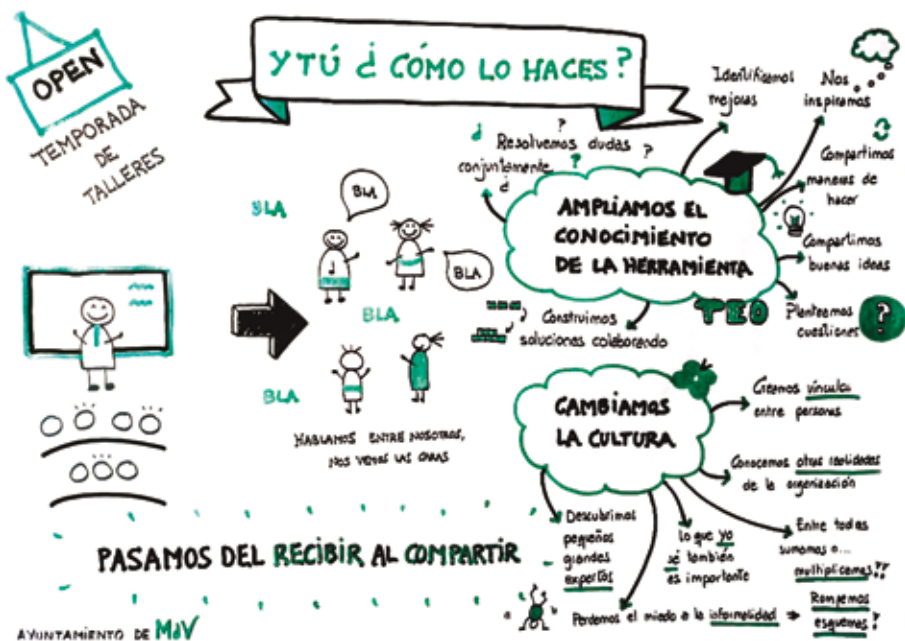 OPEN
TEMPORADA
DE
TALLERES
Y TÚ ¿ CÓMO LO HACES?
BLA
BLA
BLA
BLA
BLA
HABLAMOS ENTRE NOSOTROS,
NOS VEMOS LAS CARAS
¿ Resolvemos dudas ?
conjuntamente ?
¿
Identificamos
mejoras
Nos
inspiramos
Compartimos
maneras de
hacer
Compartimos
buenas ideas
Planteamos
cuestiones
?
AMPLIAMOS EL
CONOCIMIENTO
DE LA HERRAMIENTA
TEO
Construimos
soluciones colaborando
CAMBIAMOS
LA CULTURA
Creamos vínculos
entre personas
Conocemos otras realidades
de la organización
Descubrimos
pequeños
grandes
expertos
lo que yo
sé también
es importante
Entre
sumamos o...
multiplicamos!!
Perdemos el miedo a la informalidad
Rompemos
esquemas!
PASAMOS DEL RECIBIR AL COMPARTIR
AYUNTAMIENTO DE MdV